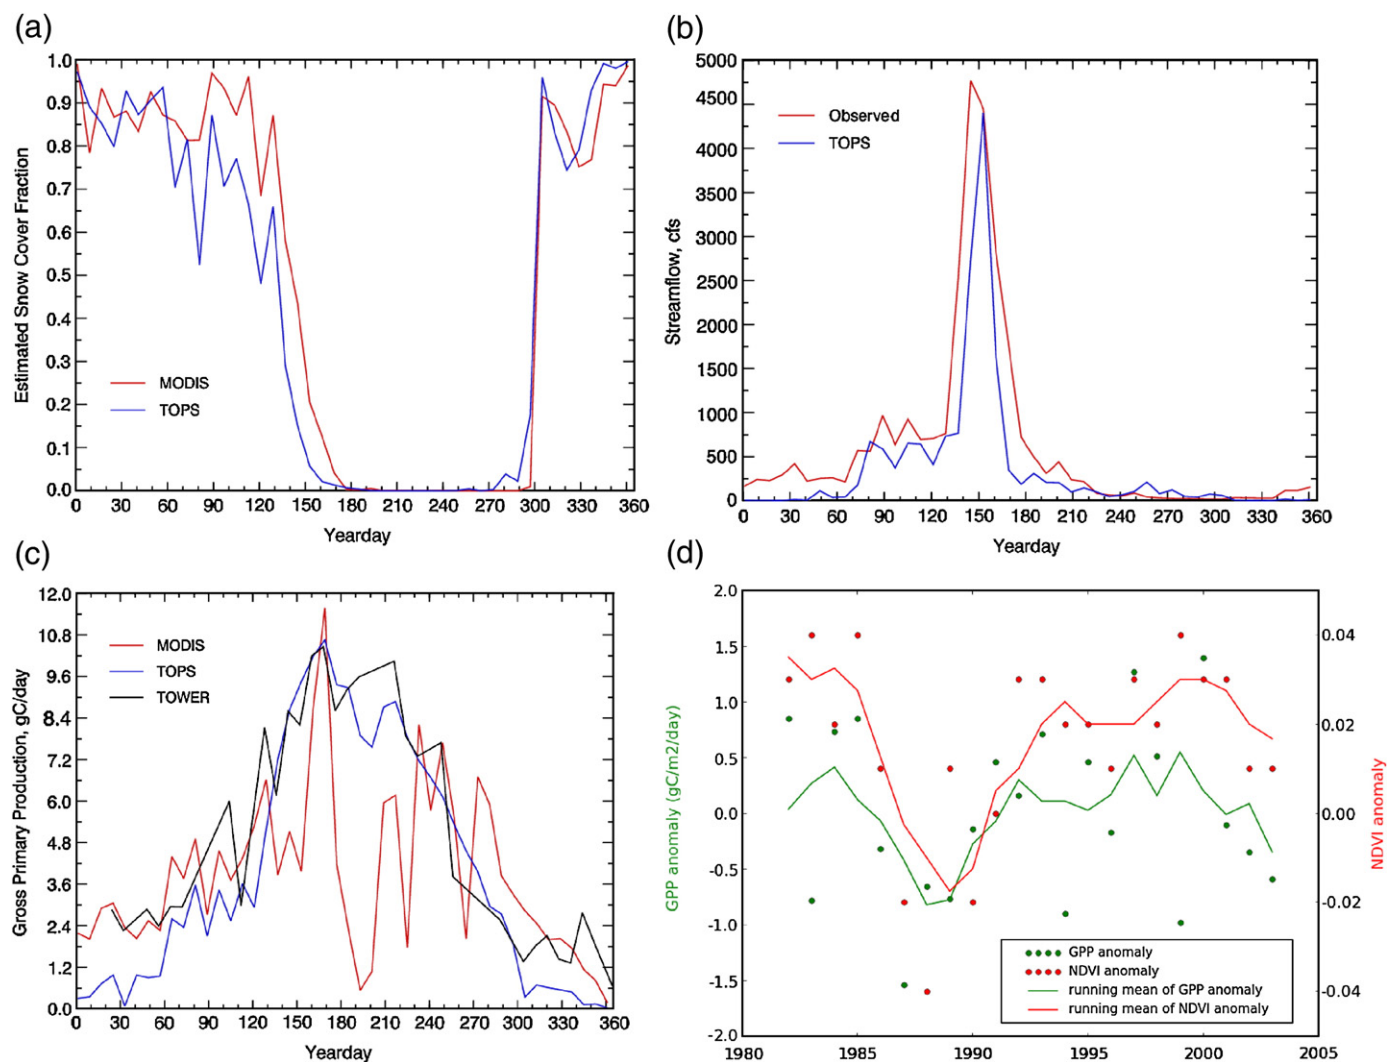 (a)
1.0
0.9
0.8
0.7
0.6
0.5
0.4
0.3
0.2
0.1
0.0
Estimated Snow Cover Fraction
MODIS
TOPS
0 30 60 90 120 150 180 210 240 270 300 330 360
Yearday
(b)
5000
4500
4000
3500
3000
2500
2000
1500
1000
500
0
Streamflow, cfs
Observed
TOPS
0 30 60 90 120 150 180 210 240 270 300 330 360
Yearday
(c)
12.0
10.8
9.6
8.4
7.2
6.0
4.8
3.6
2.4
1.2
0.0
Gross Primary Production, gC/day
MODIS
TOPS
TOWER
0 30 60 90 120 150 180 210 240 270 300 330 360
Yearday
(d)
2.0
1.5
1.0
0.5
0.0
-0.5
-1.0
-1.5
-2.0
GPP anomaly (gC/m2/day)
0.04
0.02
0.00
-0.02
-0.04
NDVI anomaly
GPP anomaly
NDVI anomaly
running mean of GPP anomaly
running mean of NDVI anomaly
1980 1985 1990 1995 2000 2005